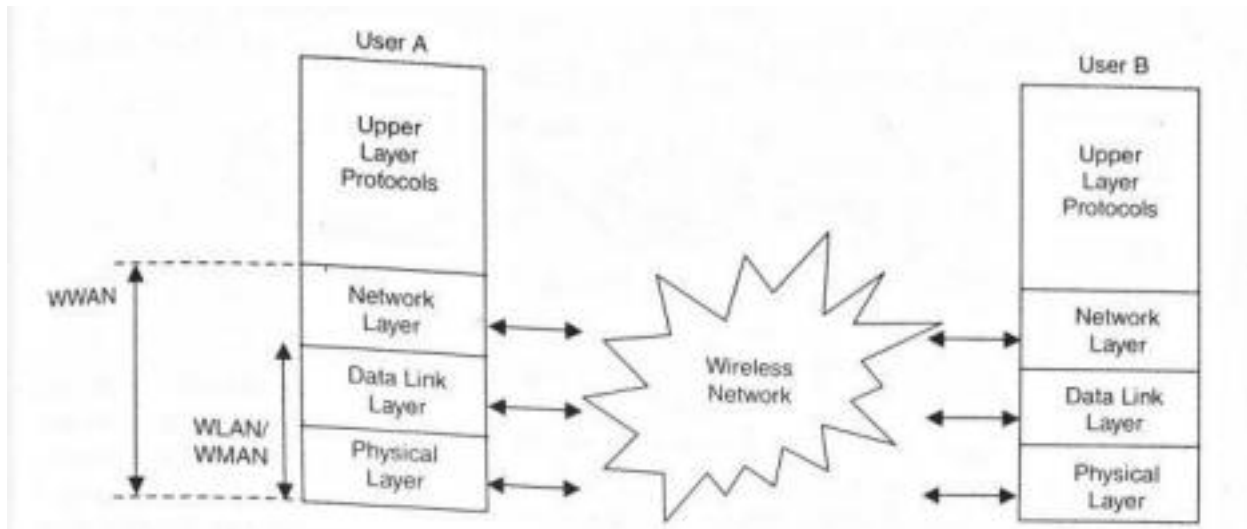 User A
Upper
Layer
Protocols
WWAN
Network
Layer
Data Link
Layer
WLAN/
WMAN
Physical
Layer
Wireless
Network
User B
Upper
Layer
Protocols
Network
Layer
Data Link
Layer
Physical
Layer